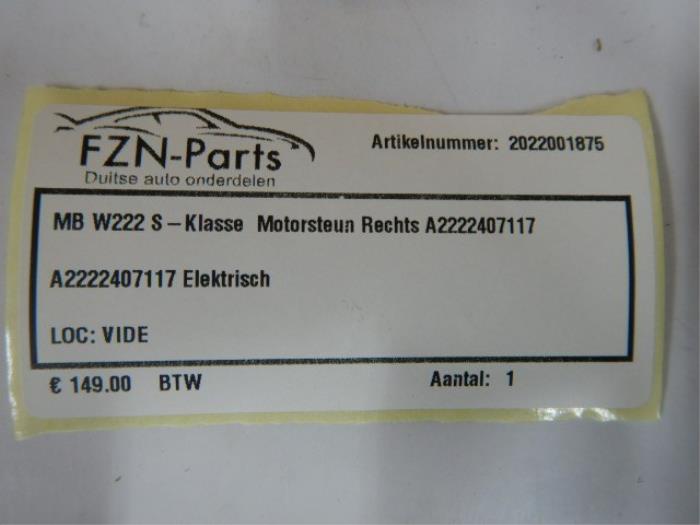 FZN-Parts
Duitse auto onderdelen
Artikelnummer: 2022001875
MB W222 S-Klasse Motorsteun Rechts A2222407117
A2222407117 Elektrisch
LOC: VIDE
€ 149.00 BTW Aantal: 1